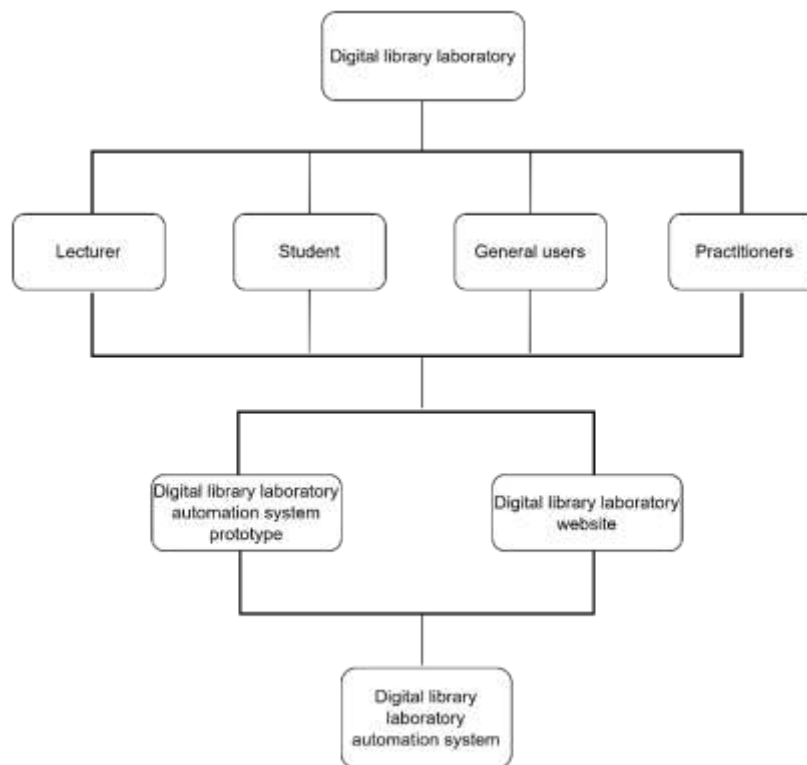 Digital library laboratory
Lecturer
Student
General users
Practitioners
Digital library laboratory
automation system
prototype
Digital library laboratory
website
Digital library
laboratory
automation system